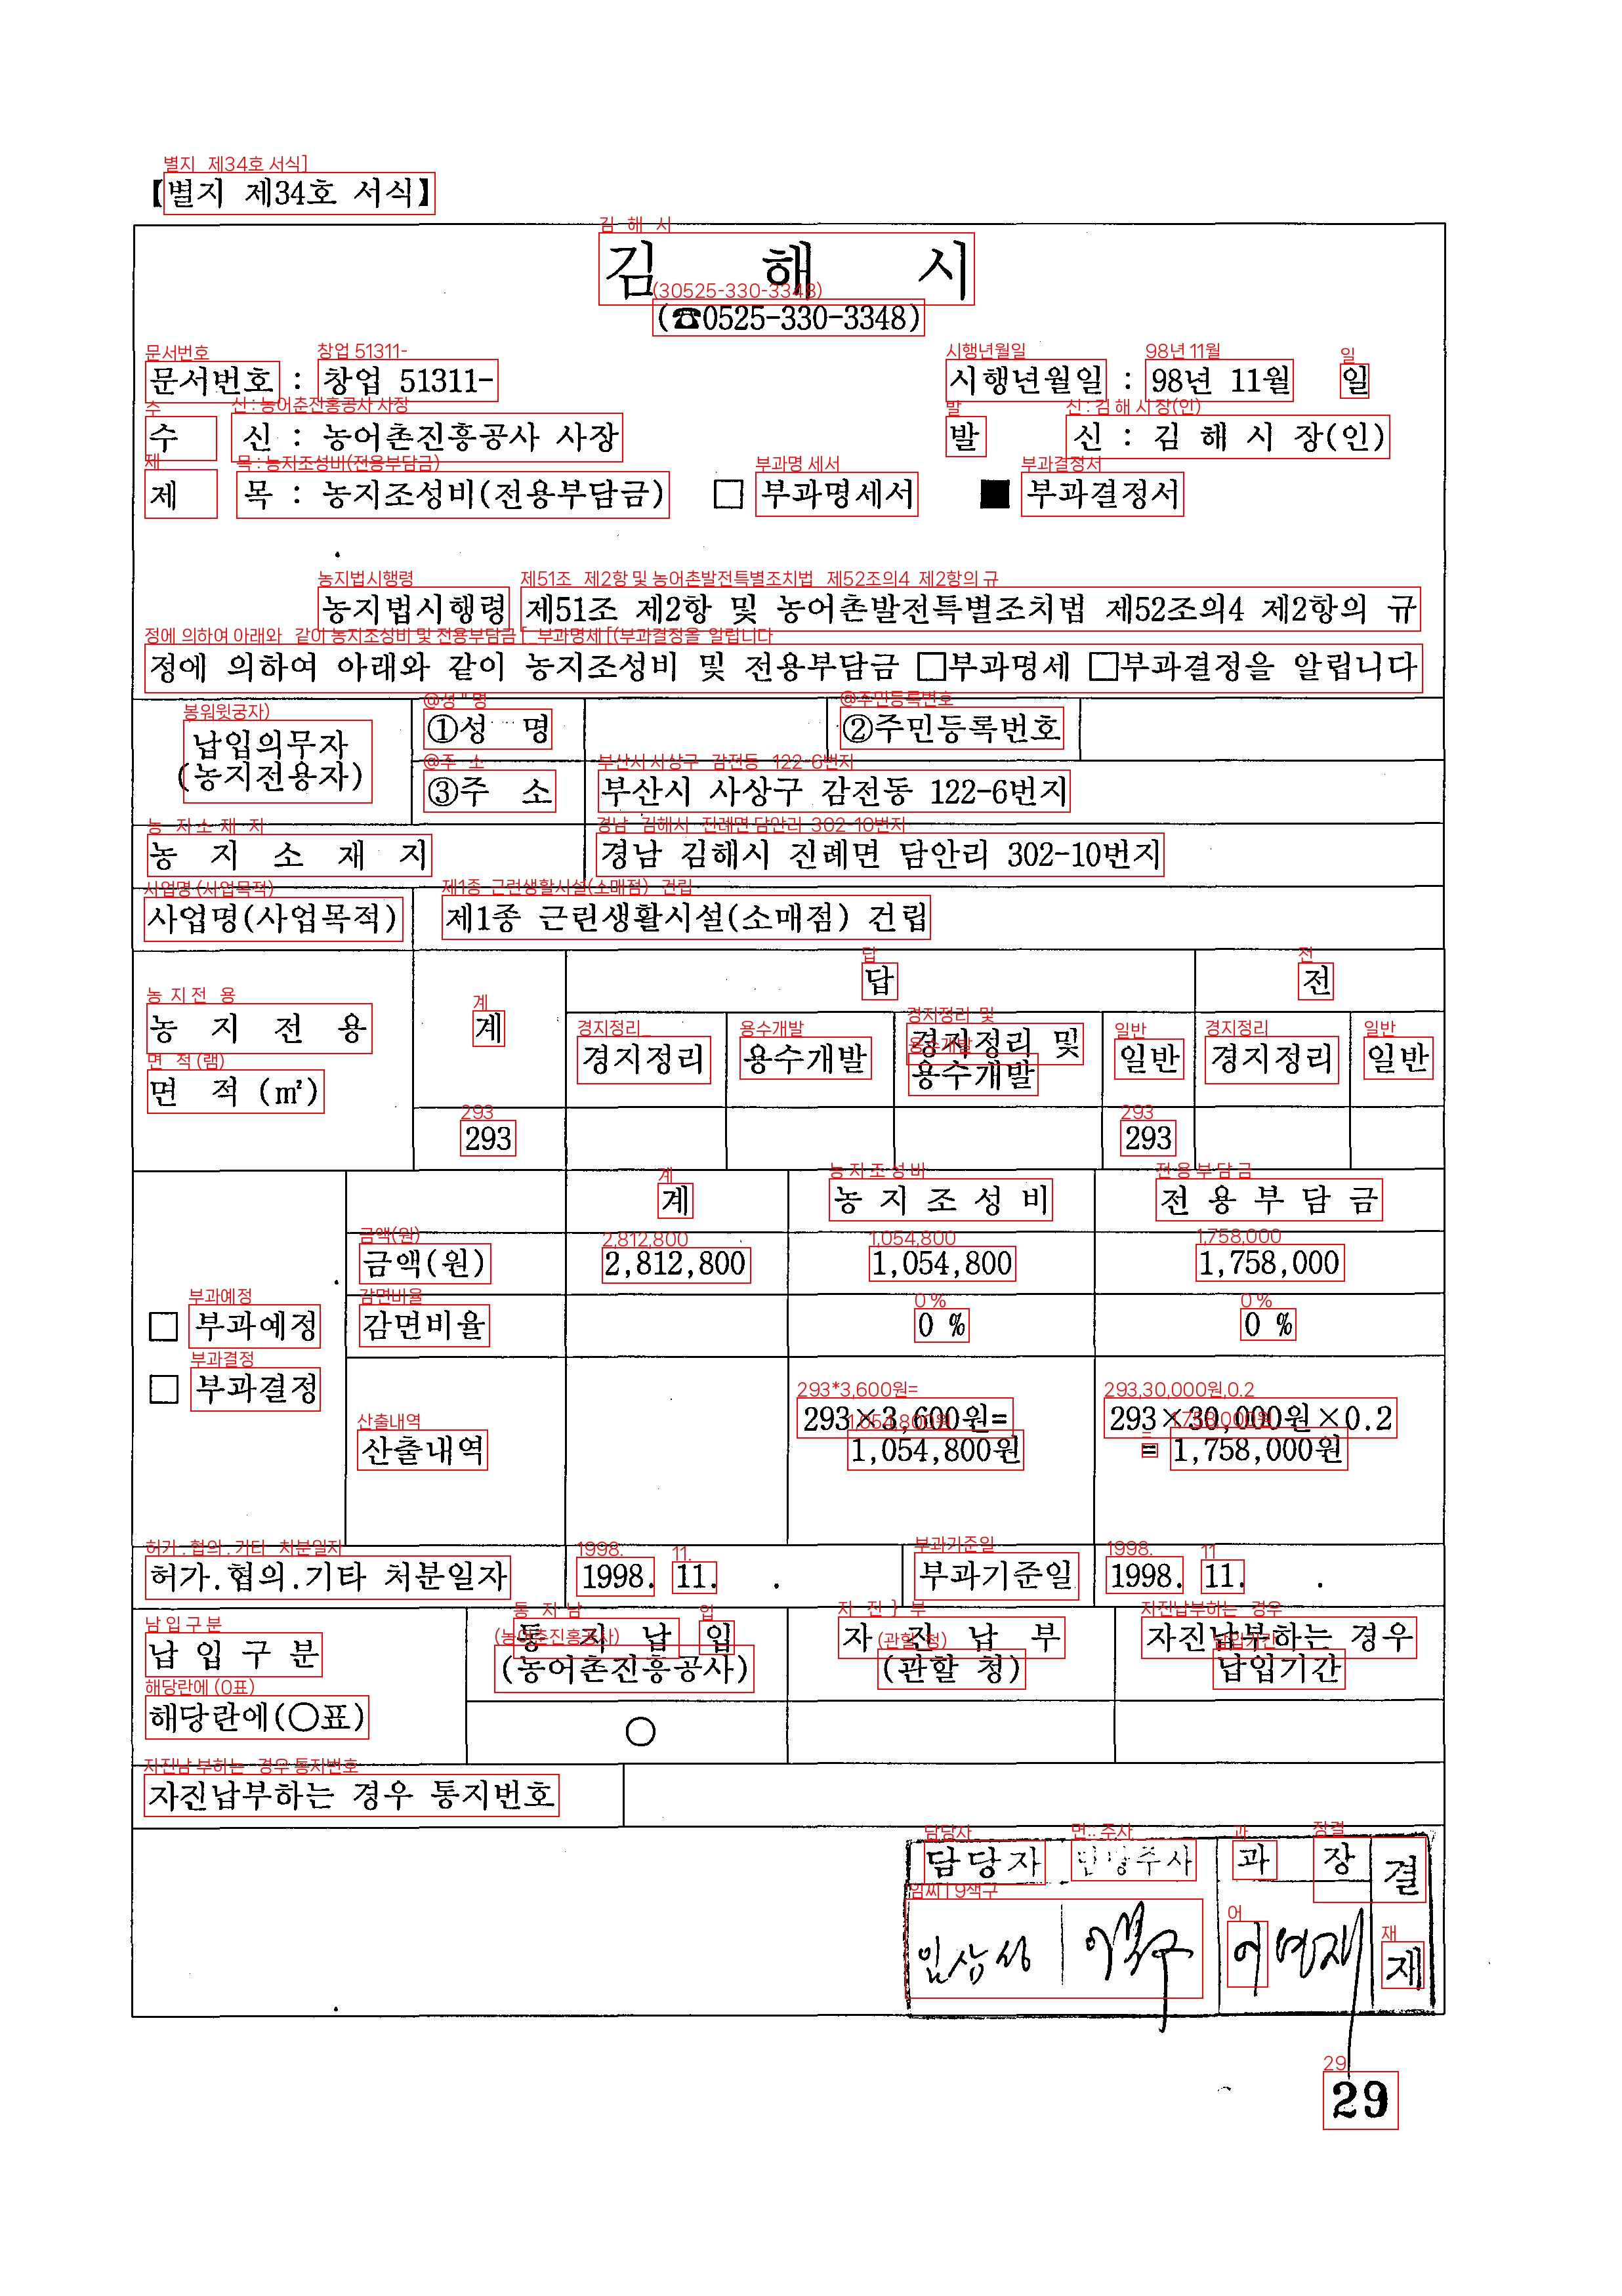 【별지 제34호 서식】
김 해 시
(☎0525-330-3348)
문서번호 : 창업 51311- 시행년월일 : 98년 11월 일
수 신 : 농어촌진흥공사 사장 발 신 : 김 해 시 장(인)
제 목 : 농지조성비(전용부담금) □ 부과명세서 ■ 부과결정서
농지법시행령 제51조 제2항 및 농어촌발전특별조치법 제52조의4 제2항의 규
정에 의하여 아래와 같이 농지조성비 및 전용부담금 □부과명세 □부과결정을 알립니다
납입의무자
(농지전용자)
①성 명 ②주민등록번호
③주 소 부산시 사상구 감전동 122-6번지
농 지 소 재 지 경남 김해시 진례면 담안리 302-10번지
사업명(사업목적) 제1종 근린생활시설(소매점) 건립
농 지 전 용
면 적 (㎡)
계 답 전
경지정리 용수개발 경지정리 및
용수개발 일반 경지정리 일반
293 293
계 농 지 조 성 비 전 용 부 담 금
금액(원) 2,812,800 1,054,800 1,758,000
□ 부과예정 감면비율 0 % 0 %
□ 부과결정
산출내역 293×3,600원= 293×30,000원×0.2
1,054,800원 = 1,758,000원
허가.협의.기타 처분일자 1998. 11. . 부과기준일 1998. 11. .
납 입 구 분 통 지 납 입 자 진 납 부 자진납부하는 경우
(농어촌진흥공사) (관할 청) 납입기간
해당란에(○표) ○
자진납부하는 경우 통지번호
담당자 주사 과 장 결
재
29